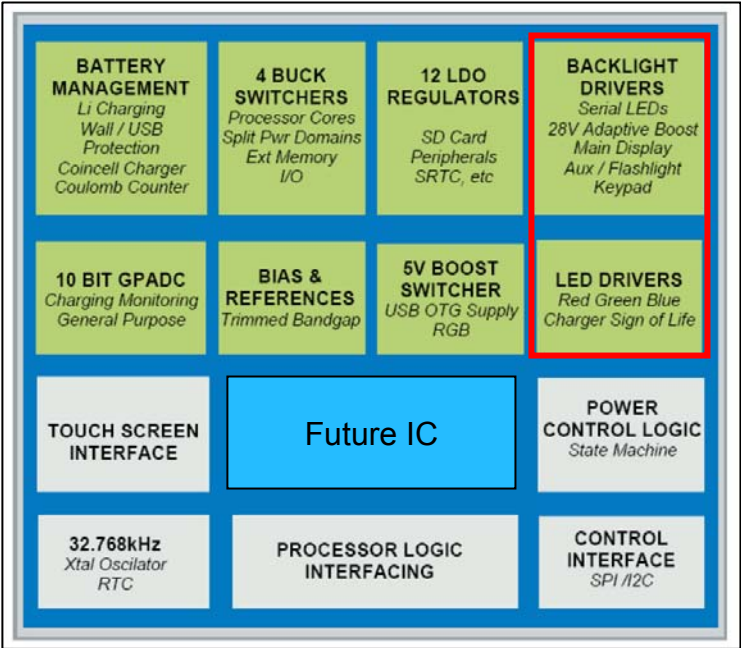 BATTERY
MANAGEMENT
Li Charging
Wall / USB
Protection
Coincell Charger
Coulomb Counter
4 BUCK
SWITCHERS
Processor Cores
Split Pwr Domains
Ext Memory
I/O
12 LDO
REGULATORS
SD Card
Peripherals
SRTC, etc
BACKLIGHT
DRIVERS
Serial LEDs
28V Adaptive Boost
Main Display
Aux / Flashlight
Keypad
10 BIT GPADC
Charging Monitoring
General Purpose
BIAS &
REFERENCES
Trimmed Bandgap
5V BOOST
SWITCHER
USB OTG Supply
RGB
LED DRIVERS
Red Green Blue
Charger Sign of Life
TOUCH SCREEN
INTERFACE
Future IC
POWER
CONTROL LOGIC
State Machine
32.768kHz
Xtal Oscilator
RTC
PROCESSOR LOGIC
INTERFACING
CONTROL
INTERFACE
SPI /I2C